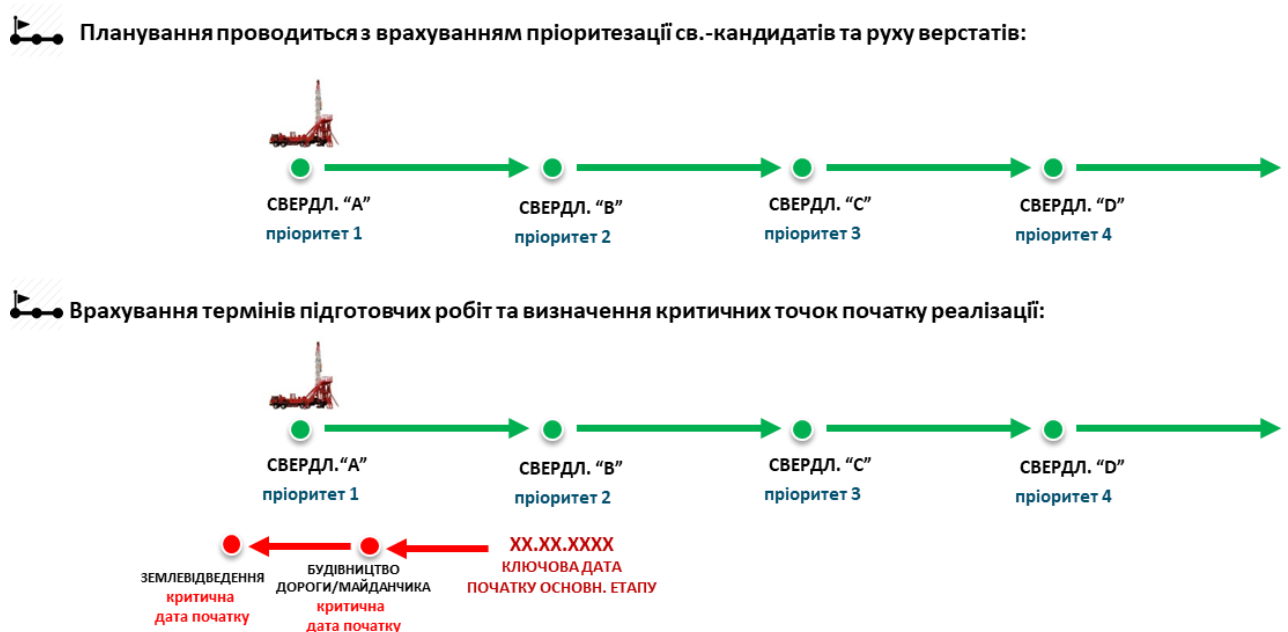 Планування проводиться з врахуванням пріоритезації св.-кандидатів та руху верстатів:
СВЕРДЛ. “A”
пріоритет 1
СВЕРДЛ. “B”
пріоритет 2
СВЕРДЛ. “C”
пріоритет 3
СВЕРДЛ. “D”
пріоритет 4
Врахування термінів підготовчих робіт та визначення критичних точок початку реалізації:
СВЕРДЛ.“A”
пріоритет 1
СВЕРДЛ. “B”
пріоритет 2
СВЕРДЛ. “C”
пріоритет 3
СВЕРДЛ. “D”
пріоритет 4
ЗЕМЛЕВІДВЕДЕННЯ
критична
дата початку
БУДІВНИЦТВО
ДОРОГИ/МАЙДАНЧИКА
критична
дата початку
XX.XX.XXXX
КЛЮЧОВА ДАТА
ПОЧАТКУ ОСНОВН. ЕТАПУ